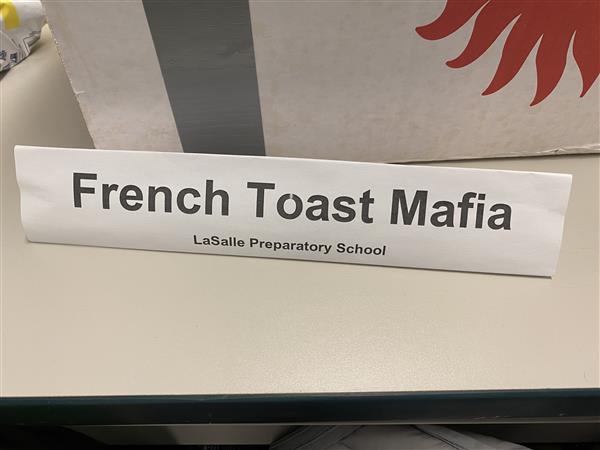 French Toast Mafia
LaSalle Preparatory School